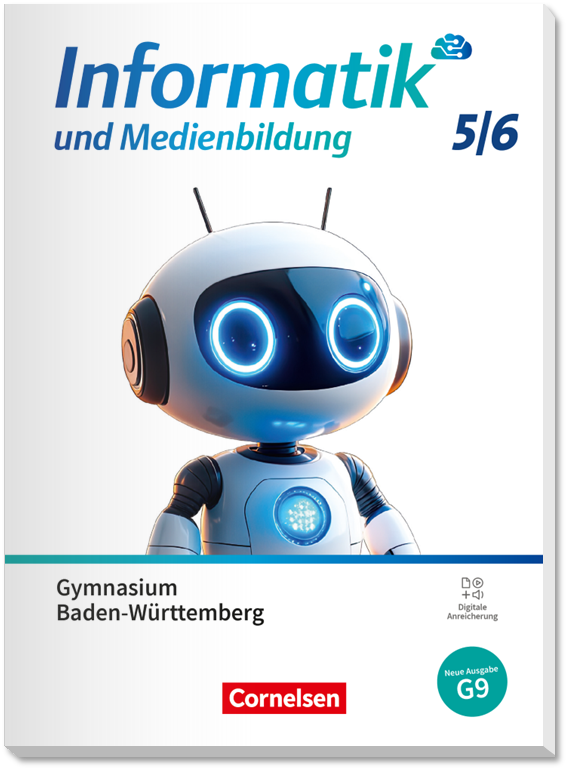 Informatik
und Medienbildung
5/6
Gymnasium
Baden-Württemberg
Digitale
Anreicherung
Neue Ausgabe
G9
Cornelsen